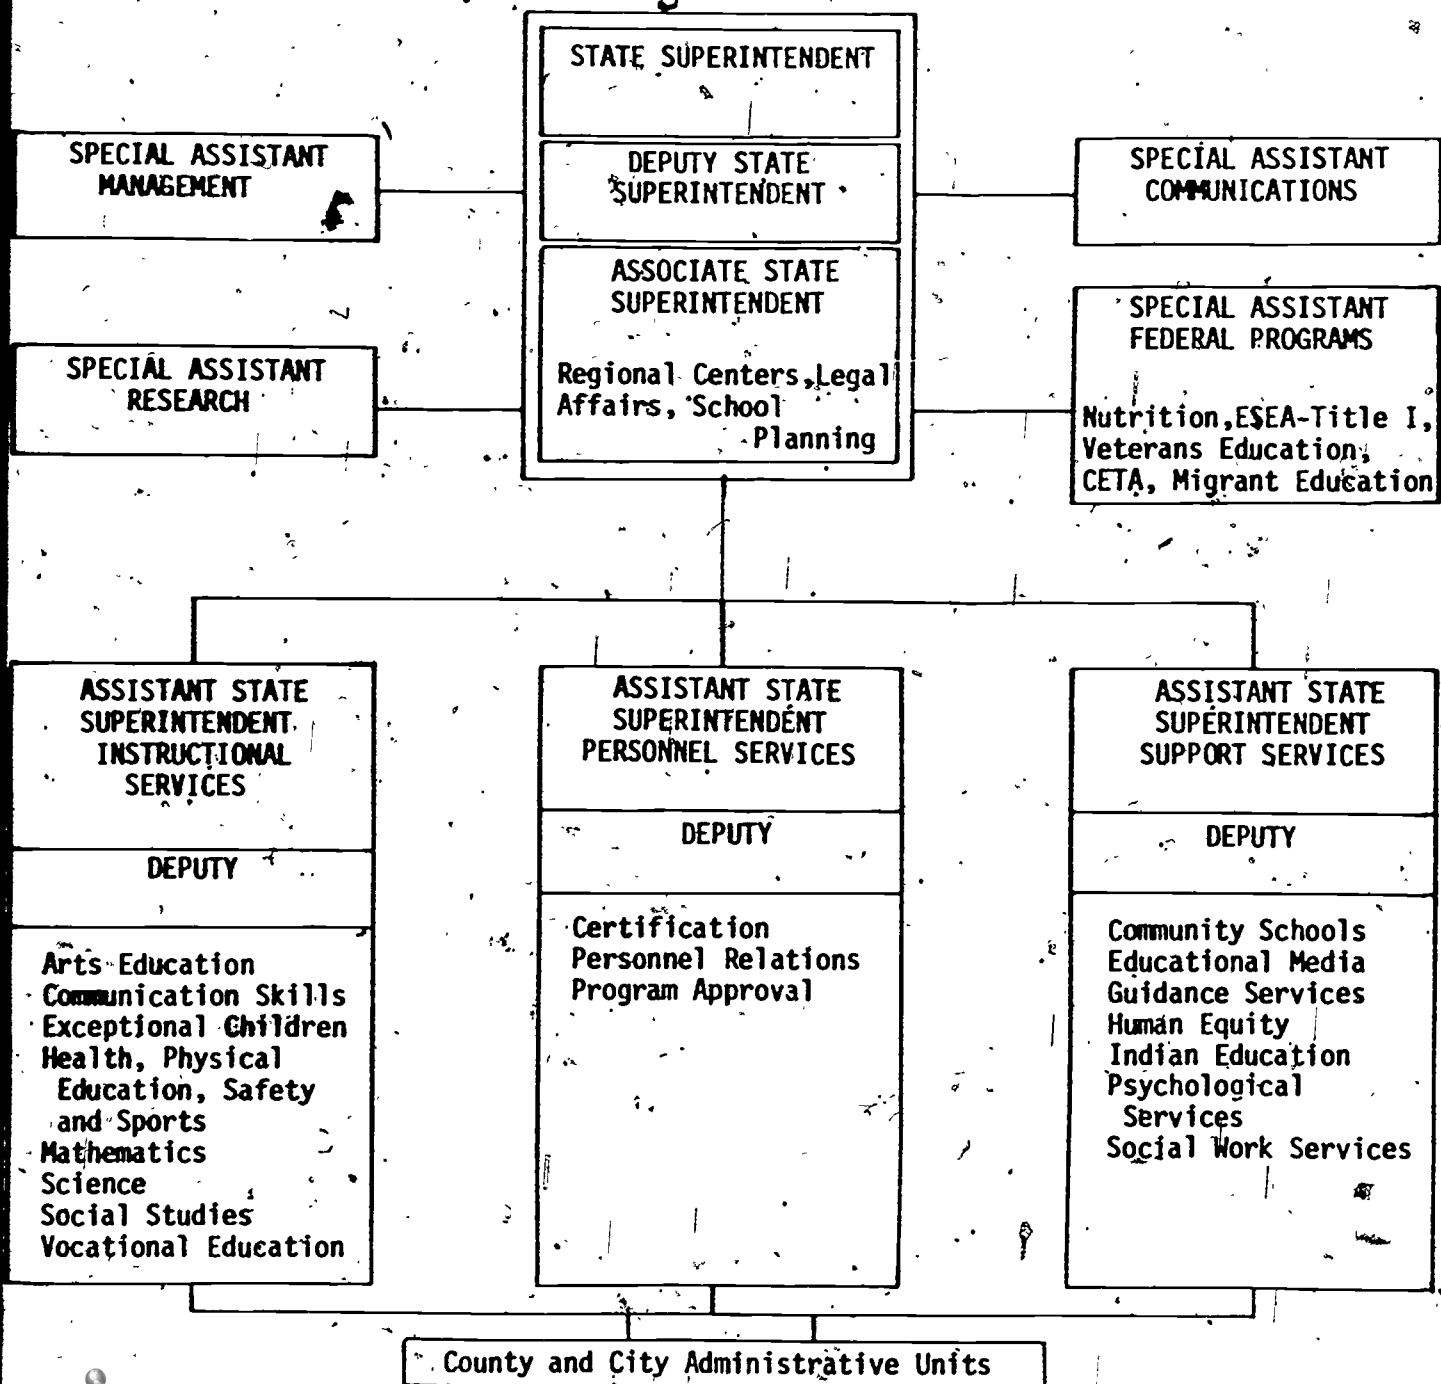 STATE SUPERINTENDENT
SPECIAL ASSISTANT
MANAGEMENT
DEPUTY STATE
SUPERINTENDENT
SPECIAL ASSISTANT
COMMUNICATIONS
ASSOCIATE STATE
SUPERINTENDENT
Regional Centers, Legal
Affairs, School
Planning
SPECIAL ASSISTANT
RESEARCH
SPECIAL ASSISTANT
FEDERAL PROGRAMS
Nutrition, ESEA-Title I,
Veterans Education,
CETA, Migrant Education
ASSISTANT STATE
SUPERINTENDENT
INSTRUCTIONAL
SERVICES
DEPUTY
Arts Education
Communication Skills
Exceptional Children
Health, Physical
Education, Safety
and Sports
Mathematics
Science
Social Studies
Vocational Education
ASSISTANT STATE
SUPERINTENDENT
PERSONNEL SERVICES
DEPUTY
Certification
Personnel Relations
Program Approval
ASSISTANT STATE
SUPERINTENDENT
SUPPORT SERVICES
DEPUTY
Community Schools
Educational Media
Guidance Services
Human Equity
Indian Education
Psychological
Services
Social Work Services
County and City Administrative Units